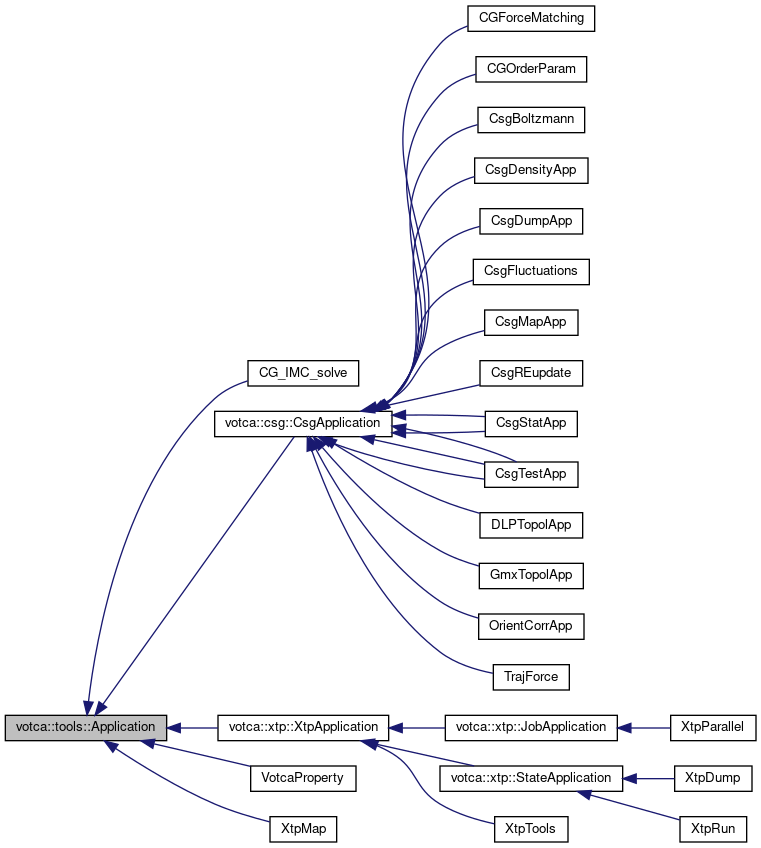 CGForceMatching
CGOrderParam
CsgBoltzmann
CsgDensityApp
CsgDumpApp
CsgFluctuations
CsgMapApp
CG_IMC_solve
CsgREupdate
votca::csg::CsgApplication
CsgStatApp
CsgTestApp
DLPTopolApp
GmxTopolApp
OrientCorrApp
TrajForce
votca::tools::Application
votca::xtp::XtpApplication
votca::xtp::JobApplication
XtpParallel
VotcaProperty
votca::xtp::StateApplication
XtpDump
XtpMap
XtpTools
XtpRun